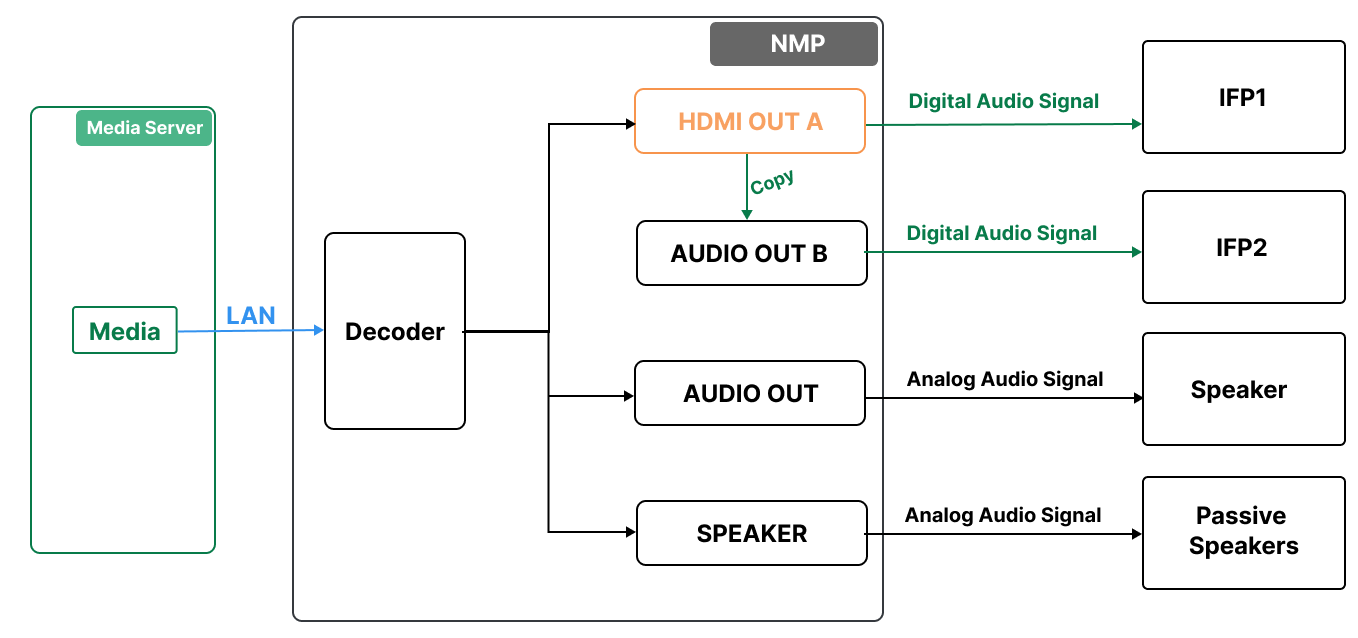 NMP
Media Server
HDMI OUT A
Digital Audio Signal
IFP1
Copy
AUDIO OUT B
Digital Audio Signal
IFP2
Media
LAN
Decoder
AUDIO OUT
Analog Audio Signal
Speaker
SPEAKER
Analog Audio Signal
Passive
Speakers